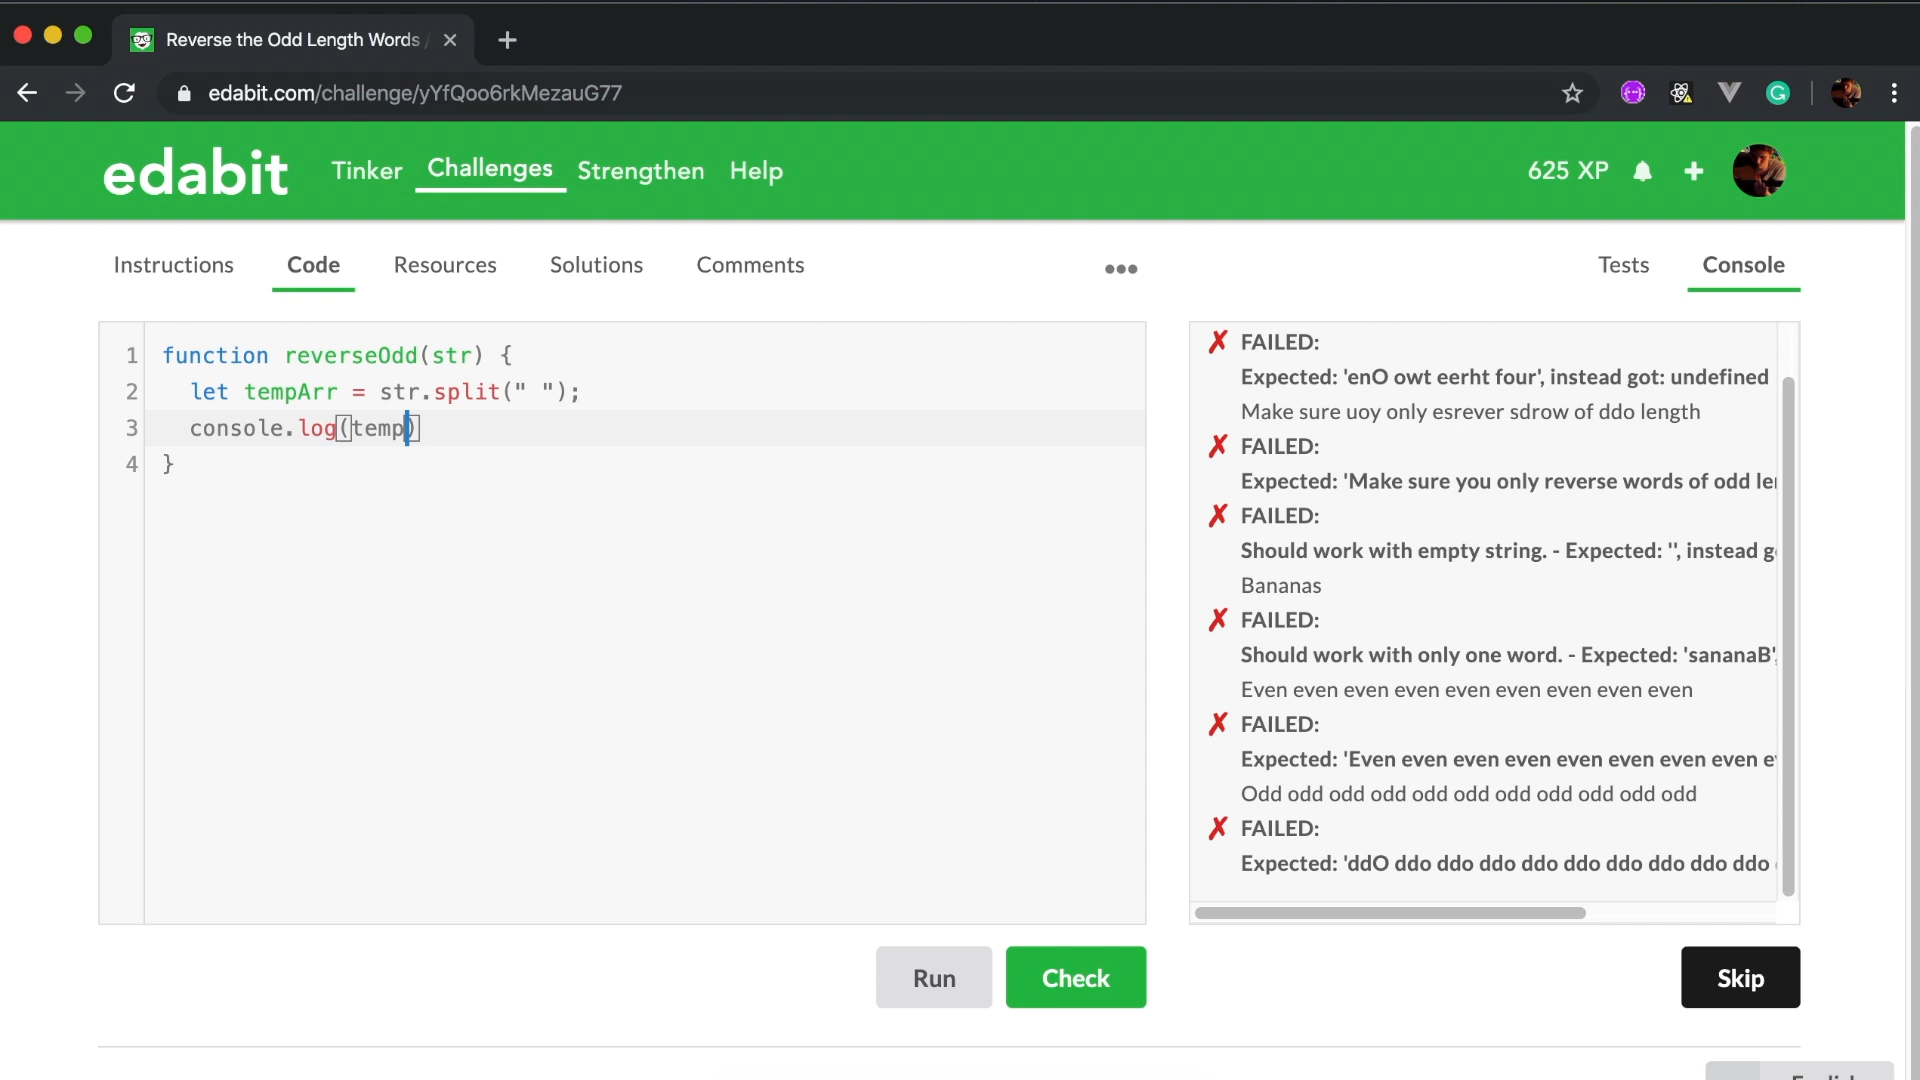 Reverse the Odd Length Words /
edabit.com/challenge/yYfQoo6rkMezauG77
edabit
Tinker
Challenges
Strengthen
Help
625 XP
Instructions
Code
Resources
Solutions
Comments
Tests
Console
1 function reverseOdd(str) {
2 let tempArr = str.split(" ");
3 console.log(temp)
4 }
FAILED:
Expected: 'enO owt eerht four', instead got: undefined
Make sure uoy only esrever sdrow of ddo length
FAILED:
Expected: 'Make sure you only reverse words of odd le
FAILED:
Should work with empty string. - Expected: '', instead g
Bananas
FAILED:
Should work with only one word. - Expected: 'sananaB',
Even even even even even even even even even
FAILED:
Expected: 'Even even even even even even even even e
Odd odd odd odd odd odd odd odd odd odd odd
FAILED:
Expected: 'ddO ddo ddo ddo ddo ddo ddo ddo ddo ddo
Run
Check
Skip